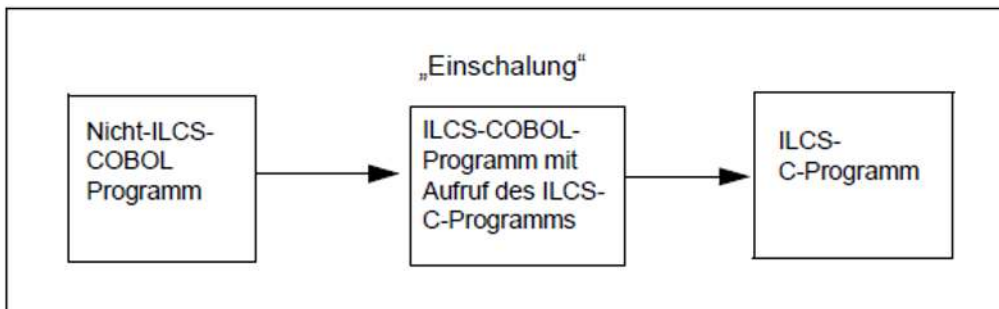 „Einschalung“
Nicht-ILCS-
COBOL
Programm
ILCS-COBOL-
Programm mit
Aufruf des ILCS-
C-Programms
ILCS-
C-Programm